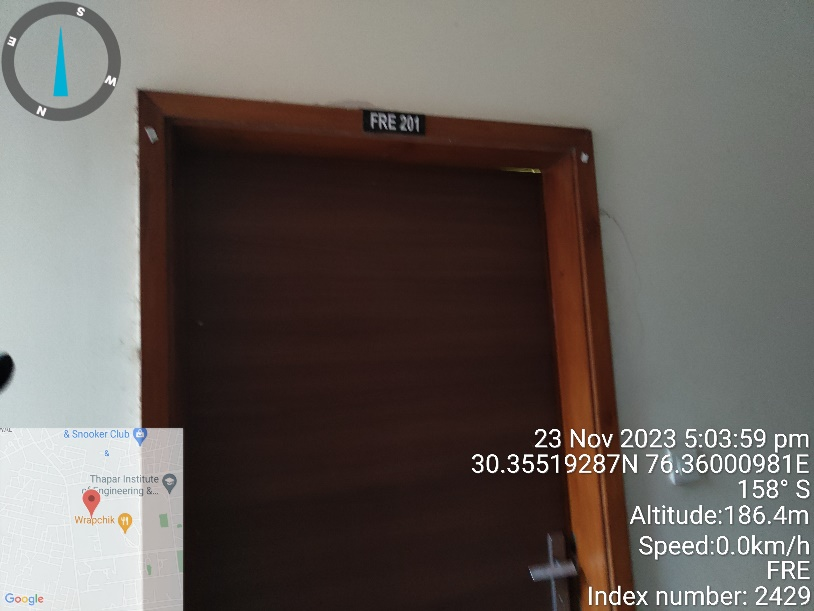 S
E
W
N
FRE 201
& Snooker Club
&
Thapar Institute
of Engineering &...
Wrapchik
Google
23 Nov 2023 5:03:59 pm
30.35519287N 76.36000981E
158° S
Altitude:186.4m
Speed:0.0km/h
FRE
Index number: 2429